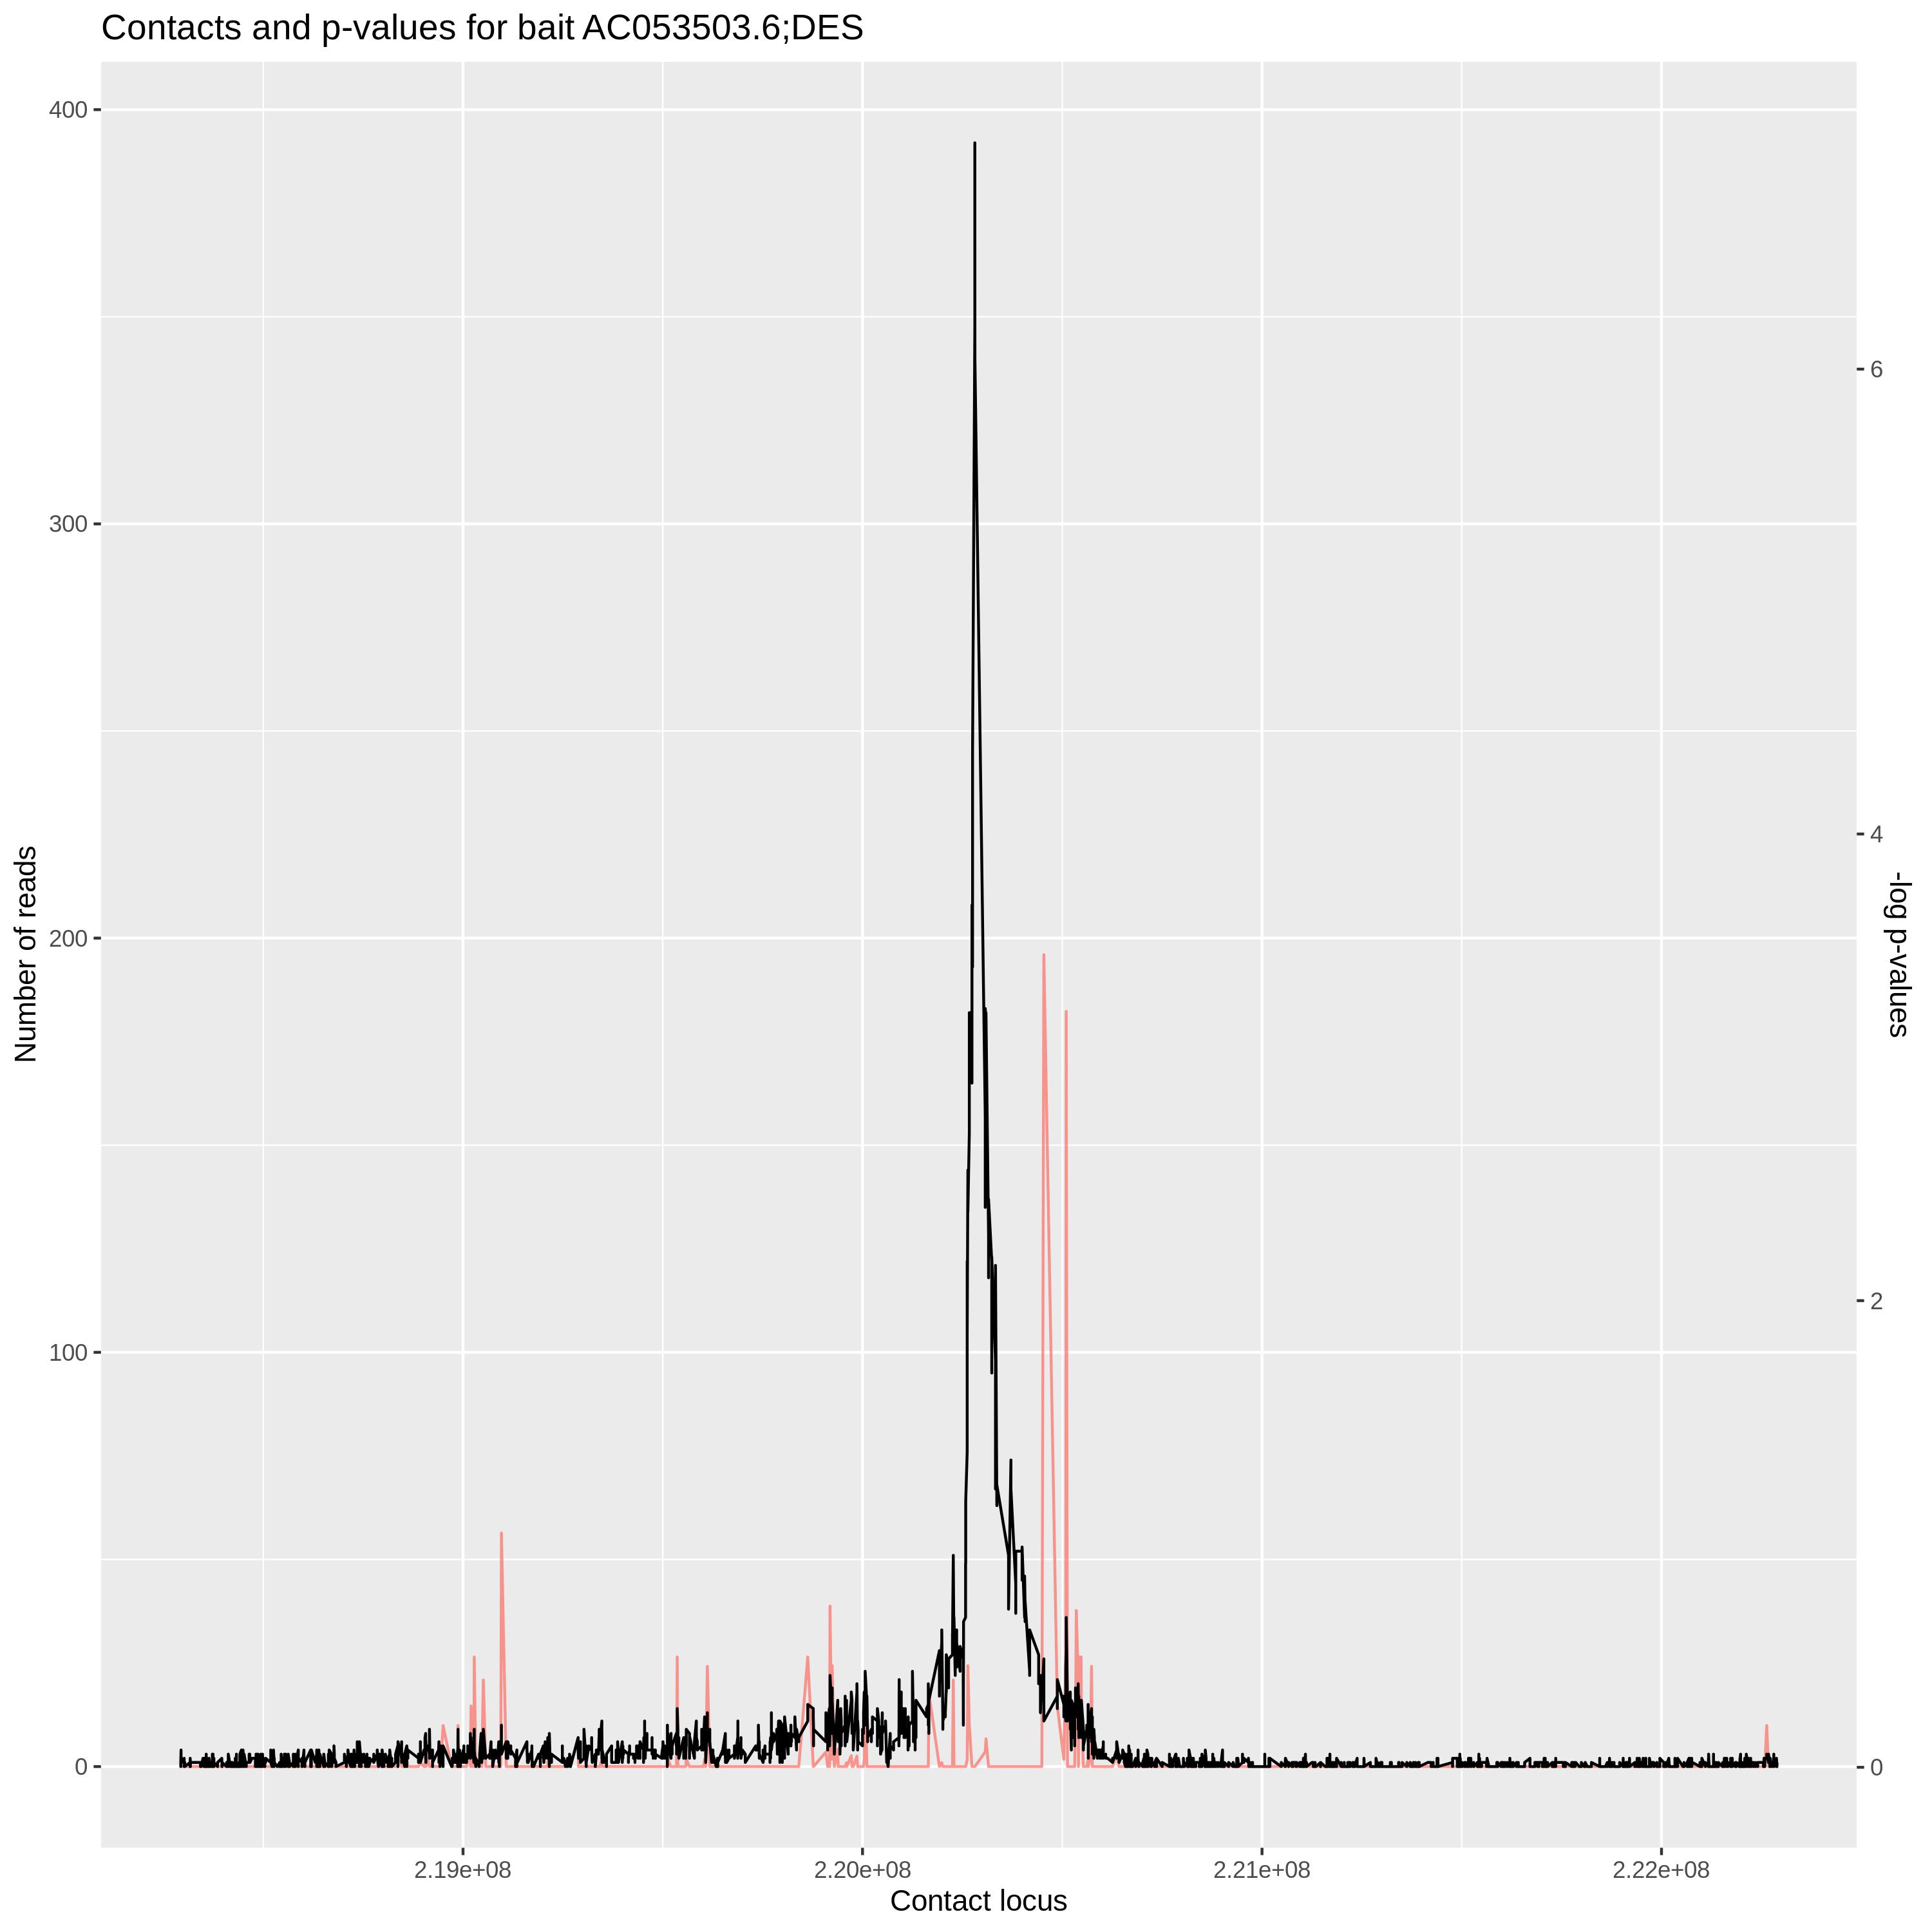 Contacts and p-values for bait AC053503.6;DES
400
300
200
100
0
Number of reads
6
4
2
0
-log p-values
2.19e+08
2.20e+08
2.21e+08
2.22e+08
Contact locus